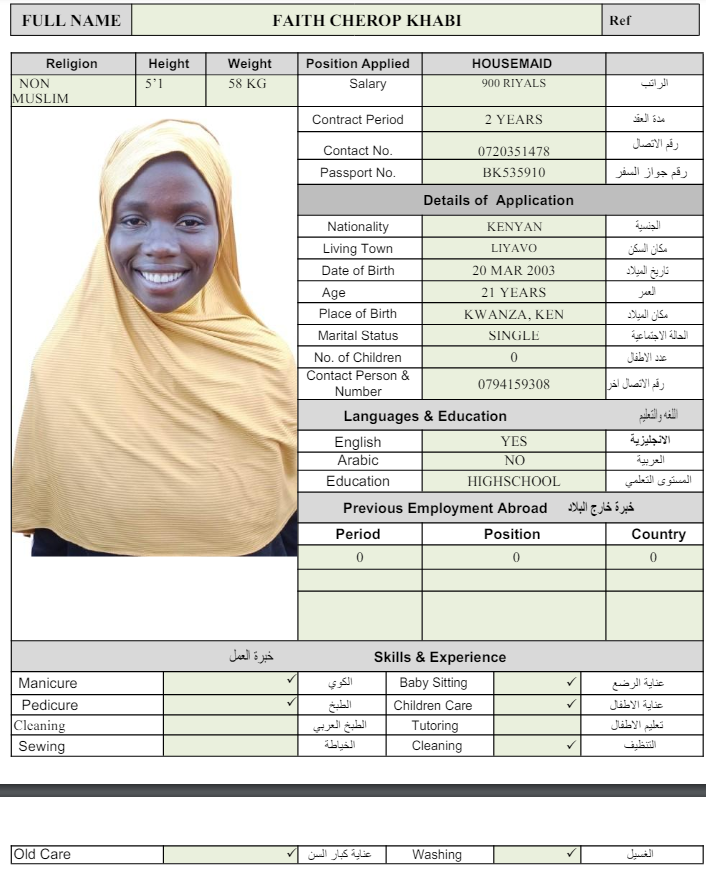 FULL NAME FAITH CHEROP KHABI Ref
Religion Height Weight Position Applied HOUSEMAID
NON MUSLIM 5’1 58 KG Salary 900 RIYALS الراتب
Contract Period 2 YEARS مدة العقد
Contact No. 0720351478 رقم الاتصال
Passport No. BK535910 رقم جواز السفر
Details of Application
Nationality KENYAN الجنسية
Living Town LIYAVO مكان السكن
Date of Birth 20 MAR 2003 تاريخ الميلاد
Age 21 YEARS العمر
Place of Birth KWANZA, KEN مكان الميلاد
Marital Status SINGLE الحالة الاجتماعية
No. of Children 0 عدد الاطفال
Contact Person & Number 0794159308 رقم الاتصال اخر
Languages & Education اللغه والتعليم
English YES الانجليزية
Arabic NO العربية
Education HIGHSCHOOL المستوى التعلمي
Previous Employment Abroad خبرة خارج البلاد
Period Position Country
0 0 0
خبرة العمل Skills & Experience
Manicure ✓ الكوي Baby Sitting ✓ عناية الرضع
Pedicure ✓ الطبخ Children Care ✓ عناية الاطفال
Cleaning الطبخ العربي Tutoring تعليم الاطفال
Sewing الخياطة Cleaning ✓ التنظيف
Old Care ✓ عناية كبار السن Washing ✓ الغسيل